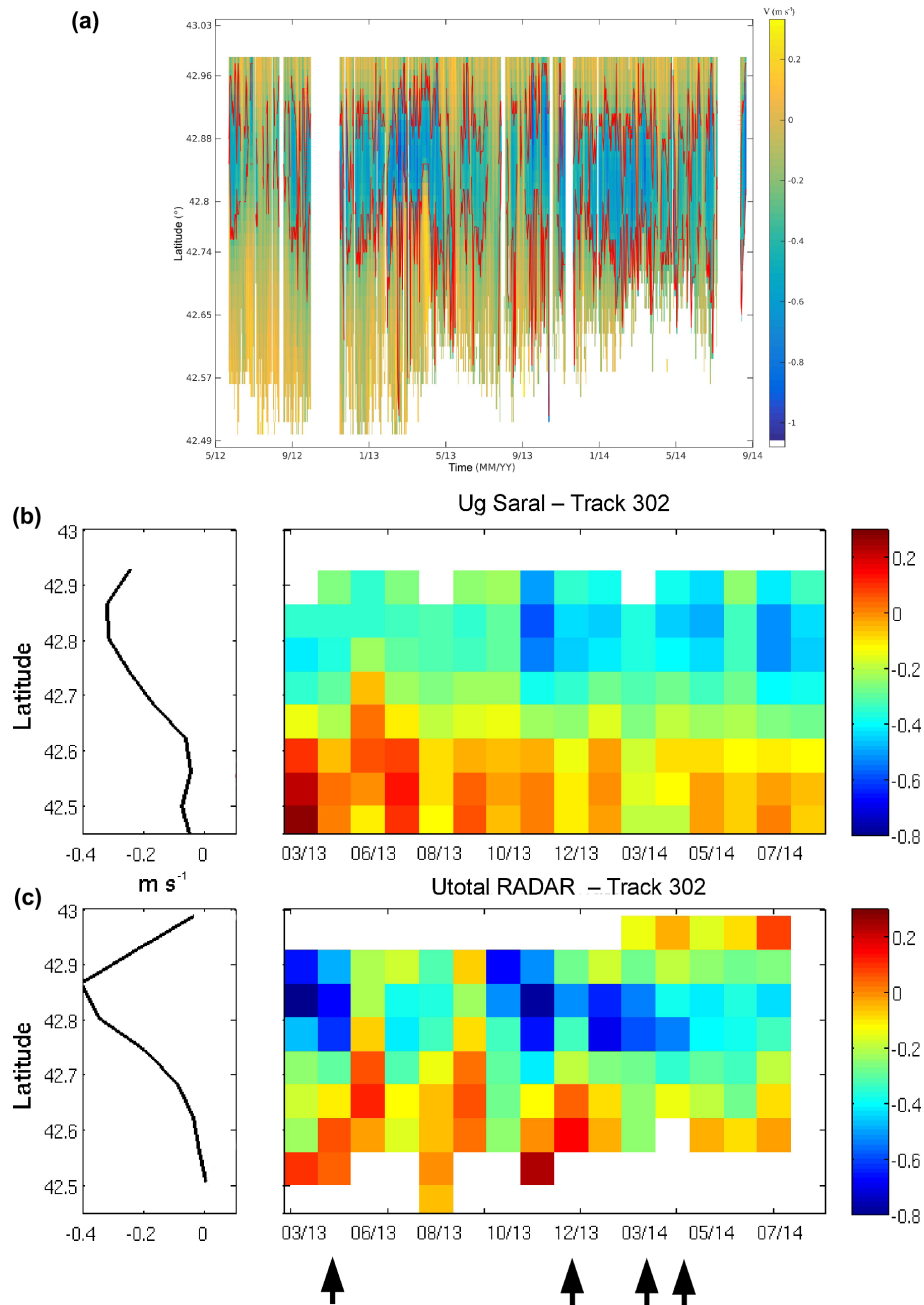 (a)
V (m s⁻¹)
43.03
42.96
42.88
42.8
42.74
42.65
42.57
42.49
Latitude (°)
0.2
0
-0.2
-0.4
-0.6
-0.8
-1
5/12 9/12 1/13 5/13 9/13 1/14 5/14 9/14
Time (MM/YY)
(b)
Ug Saral – Track 302
43
42.9
42.8
42.7
42.6
42.5
Latitude
-0.4 -0.2 0
m s⁻¹
03/13 06/13 08/13 10/13 12/13 03/14 05/14 07/14
0.2
0
-0.2
-0.4
-0.6
-0.8
(c)
Utotal RADAR – Track 302
43
42.9
42.8
42.7
42.6
42.5
Latitude
-0.4 -0.2 0
03/13 06/13 08/13 10/13 12/13 03/14 05/14 07/14
0.2
0
-0.2
-0.4
-0.6
-0.8